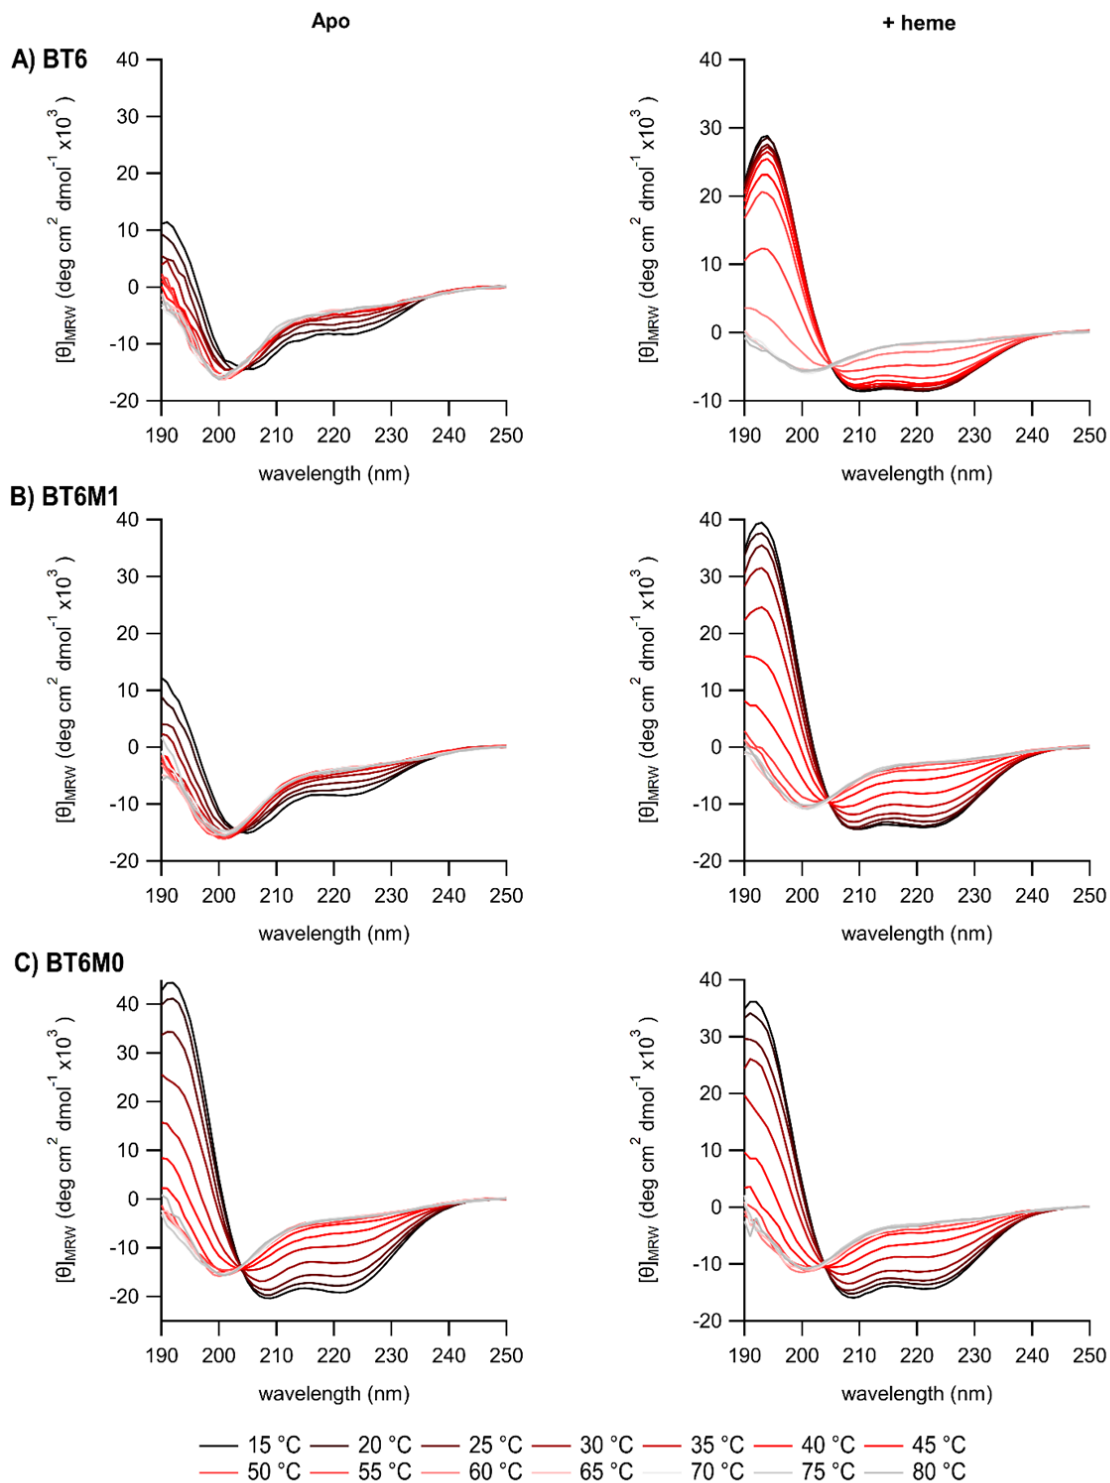 Apo
+ heme
A) BT6
[θ]MRW (deg cm2 dmol-1 x103 )
40
30
20
10
0
-10
-20
190 200 210 220 230 240 250
wavelength (nm)
[θ]MRW (deg cm2 dmol-1 x103 )
40
30
20
10
0
-10
190 200 210 220 230 240 250
wavelength (nm)
B) BT6M1
[θ]MRW (deg cm2 dmol-1 x103 )
40
30
20
10
0
-10
-20
190 200 210 220 230 240 250
wavelength (nm)
[θ]MRW (deg cm2 dmol-1 x103 )
40
30
20
10
0
-10
-20
190 200 210 220 230 240 250
wavelength (nm)
C) BT6M0
[θ]MRW (deg cm2 dmol-1 x103 )
40
30
20
10
0
-10
-20
190 200 210 220 230 240 250
wavelength (nm)
[θ]MRW (deg cm2 dmol-1 x103 )
40
30
20
10
0
-10
-20
190 200 210 220 230 240 250
wavelength (nm)
15 °C 20 °C 25 °C 30 °C 35 °C 40 °C 45 °C
50 °C 55 °C 60 °C 65 °C 70 °C 75 °C 80 °C